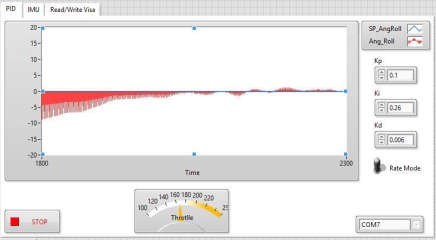 PID IMU Read/Write Visa
SP_AngRoll
Ang_Roll
20
15
10
5
0
-5
-10
-15
-20
1800 2300
Time
Kp
0.1
Ki
0.26
Kd
0.006
Rate Mode
100 120 140 160 180 200 220
Throttle
STOP
COM7